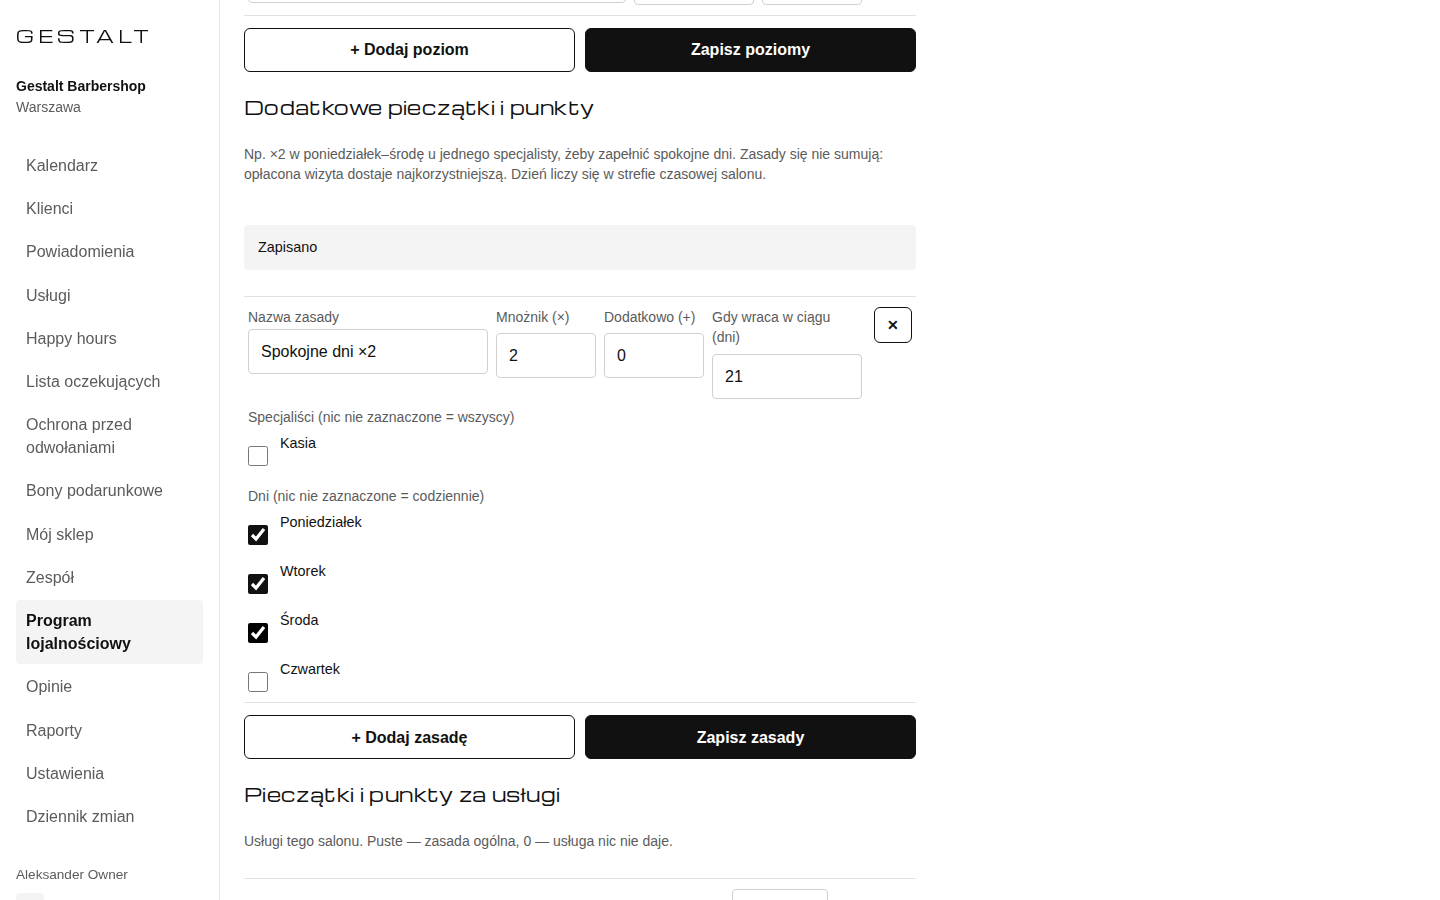 GESTALT
Gestalt Barbershop
Warszawa
Kalendarz
Klienci
Powiadomienia
Usługi
Happy hours
Lista oczekujących
Ochrona przed
odwołaniami
Bony podarunkowe
Mój sklep
Zespół
Program
lojalnościowy
Opinie
Raporty
Ustawienia
Dziennik zmian
Aleksander Owner
+ Dodaj poziom
Zapisz poziomy
Dodatkowe pieczątki i punkty
Np. ×2 w poniedziałek–środę u jednego specjalisty, żeby zapełnić spokojne dni. Zasady się nie sumują:
opłacona wizyta dostaje najkorzystniejszą. Dzień liczy się w strefie czasowej salonu.
Zapisano
Nazwa zasady
Mnożnik (×)
Dodatkowo (+)
Gdy wraca w ciągu
(dni)
×
Spokojne dni ×2
2
0
21
Specjaliści (nic nie zaznaczone = wszyscy)
Kasia
Dni (nic nie zaznaczone = codziennie)
Poniedziałek
Wtorek
Środa
Czwartek
+ Dodaj zasadę
Zapisz zasady
Pieczątki i punkty za usługi
Usługi tego salonu. Puste — zasada ogólna, 0 — usługa nic nie daje.